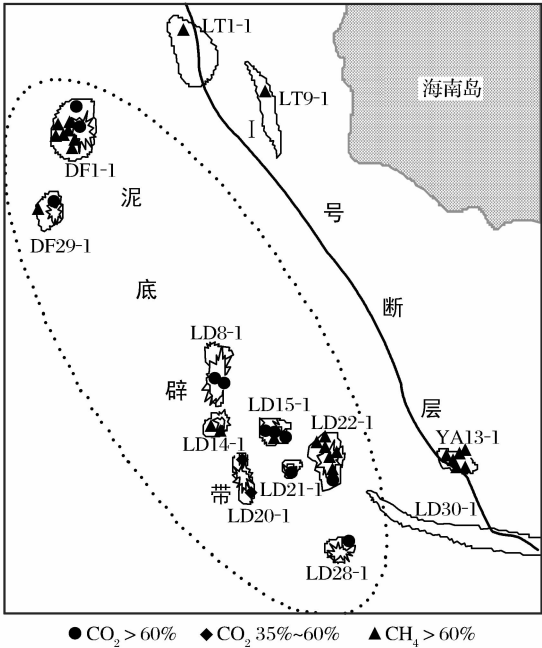 LT1-1
海南岛
LT9-1
I
DF1-1
泥
号
DF29-1
底
断
LD8-1
辟
LD15-1
层
LD22-1
YA13-1
LD14-1
LD21-1
带
LD20-1
LD30-1
LD28-1
CO₂>60% CO₂ 35%~60% CH₄>60%